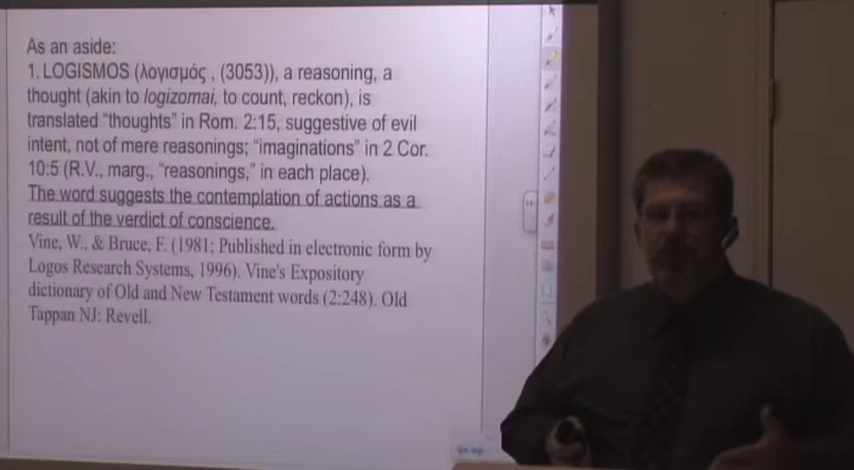 As an aside:
1. LOGISMOS (λογισμός , (3053)), a reasoning, a
thought (akin to logizomai, to count, reckon), is
translated “thoughts” in Rom. 2:15, suggestive of evil
intent, not of mere reasonings; “imaginations” in 2 Cor.
10:5 (R.V., marg., “reasonings,” in each place).
The word suggests the contemplation of actions as a
result of the verdict of conscience.
Vine, W., & Bruce, F. (1981; Published in electronic form by
Logos Research Systems, 1996). Vine's Expository
dictionary of Old and New Testament words (2:248). Old
Tappan NJ: Revell.